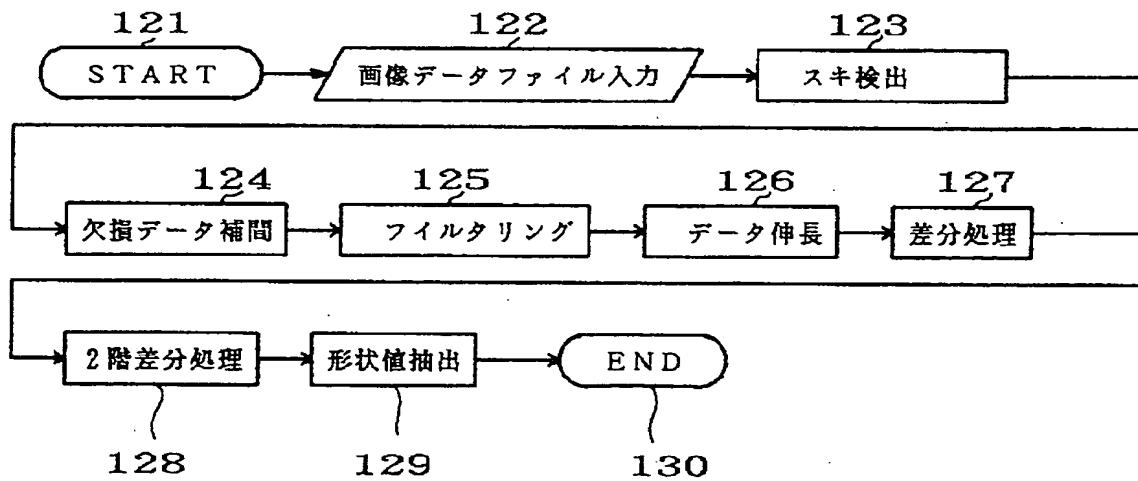 121 122 123
START 画像データファイル入力 スキ検出
124 125 126 127
欠損データ補間 フイルタリング データ伸長 差分処理
2階差分処理 形状値抽出 END
128 129 130